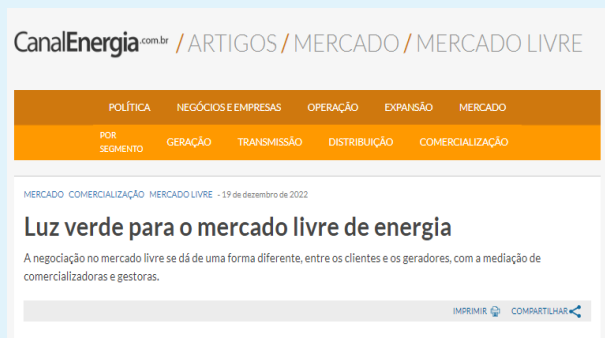 CanalEnergia.com.br / ARTIGOS / MERCADO / MERCADO LIVRE
POLÍTICA NEGÓCIOS E EMPRESAS OPERAÇÃO EXPANSÃO MERCADO
POR
SEGMENTO GERAÇÃO TRANSMISSÃO DISTRIBUIÇÃO COMERCIALIZAÇÃO
MERCADO COMERCIALIZAÇÃO MERCADO LIVRE - 19 de dezembro de 2022
Luz verde para o mercado livre de energia
A negociação no mercado livre se dá de uma forma diferente, entre os clientes e os geradores, com a mediação de
comercializadoras e gestoras.
IMPRIMIR COMPARTILHAR